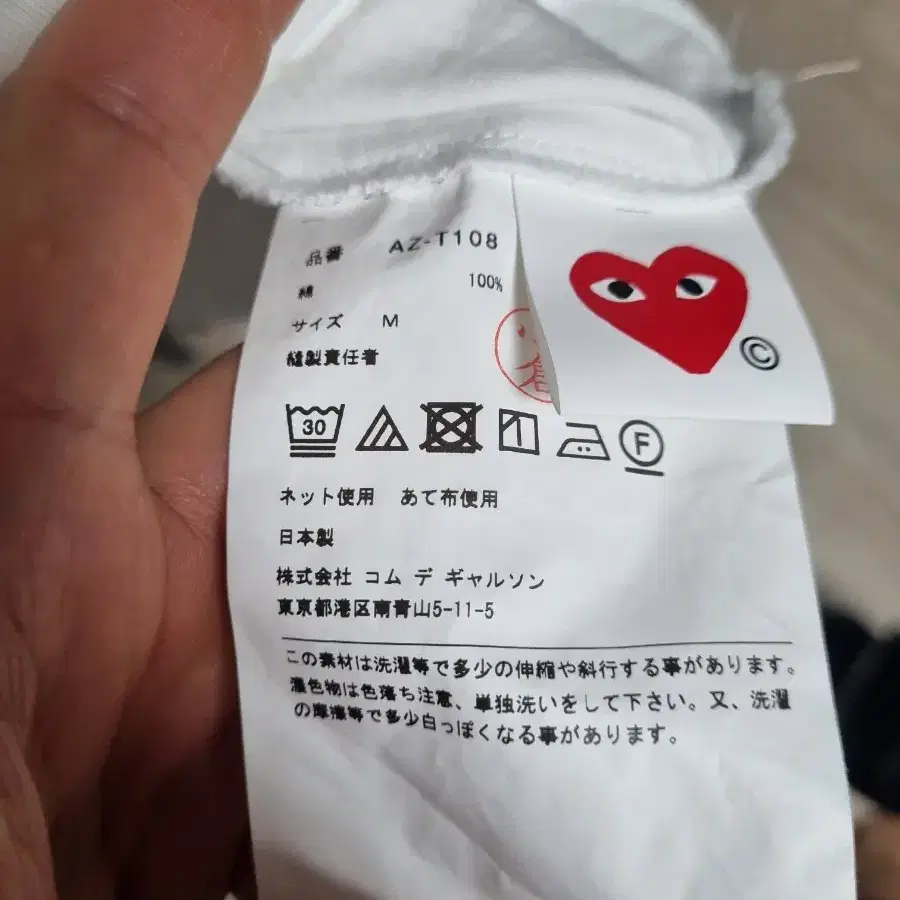 品番 AZ-T108
綿 100%
サイズ M
縫製責任者
30
F
ネット使用 あて布使用
日本製
株式会社 コム デ ギャルソン
東京都港区南青山5-11-5
この素材は洗濯等で多少の伸縮や斜行する事があります。
濃色物は色落ち注意、単独洗いをして下さい。又、洗濯
の摩擦等で多少白っぽくなる事があります。
©